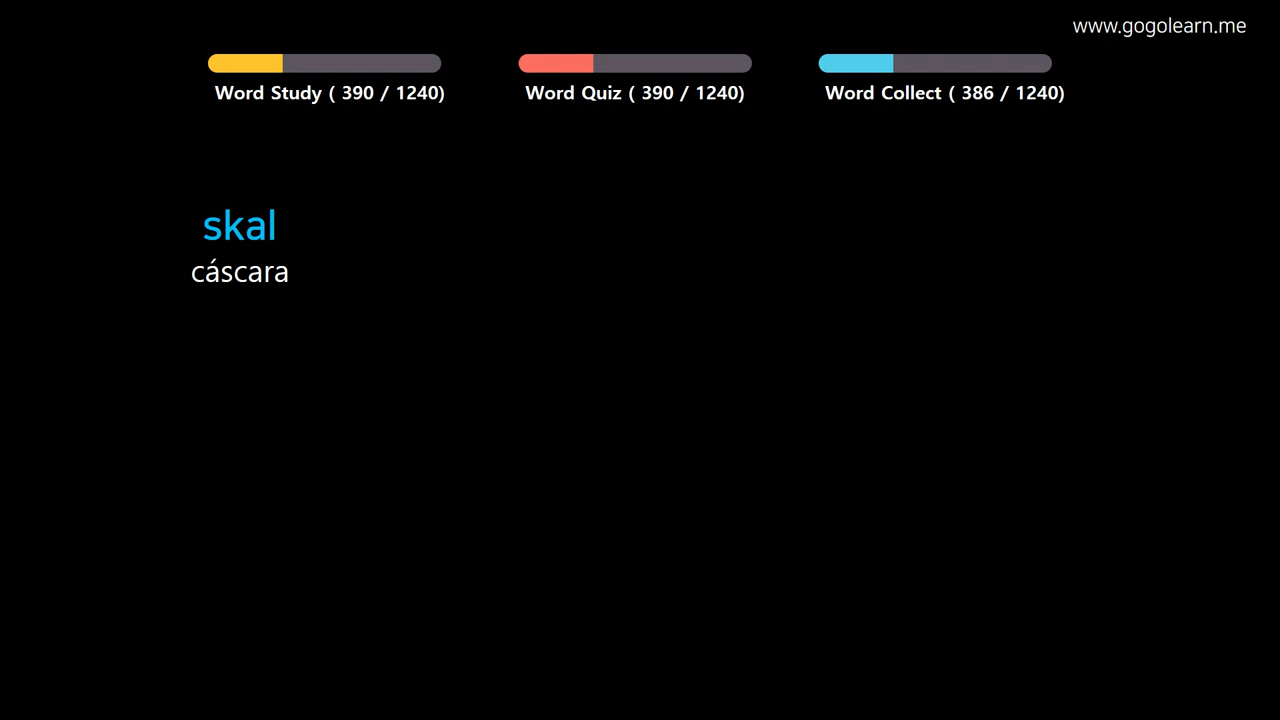 www.gogolearn.me
Word Study ( 390 / 1240)
Word Quiz ( 390 / 1240)
Word Collect ( 386 / 1240)
skal
cáscara